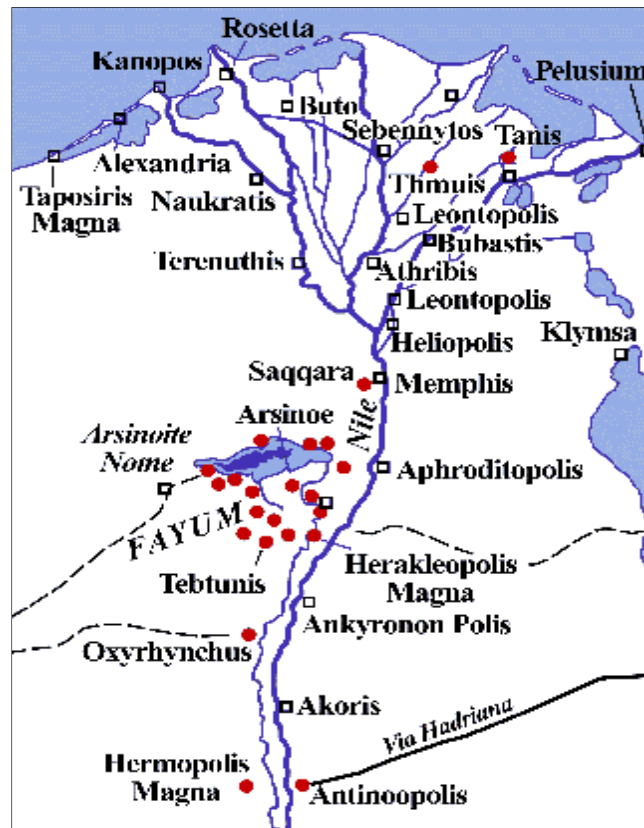 Rosetta
Kanopos
Pelusium
Buto
Sebennytos
Tanis
Alexandria
Thmuis
Taposiris
Magna
Naukratis
Leontopolis
Bubastis
Terenuthis
Athribis
Leontopolis
Klymsa
Heliopolis
Saqqara
Memphis
Nile
Arsinoe
Arsinoite
Nome
Aphroditopolis
FAYUM
Tebtunis
Herakleopolis
Magna
Ankyronon Polis
Oxyrhynchus
Akoris
Via Hadriana
Hermopolis
Magna
Antinoopolis